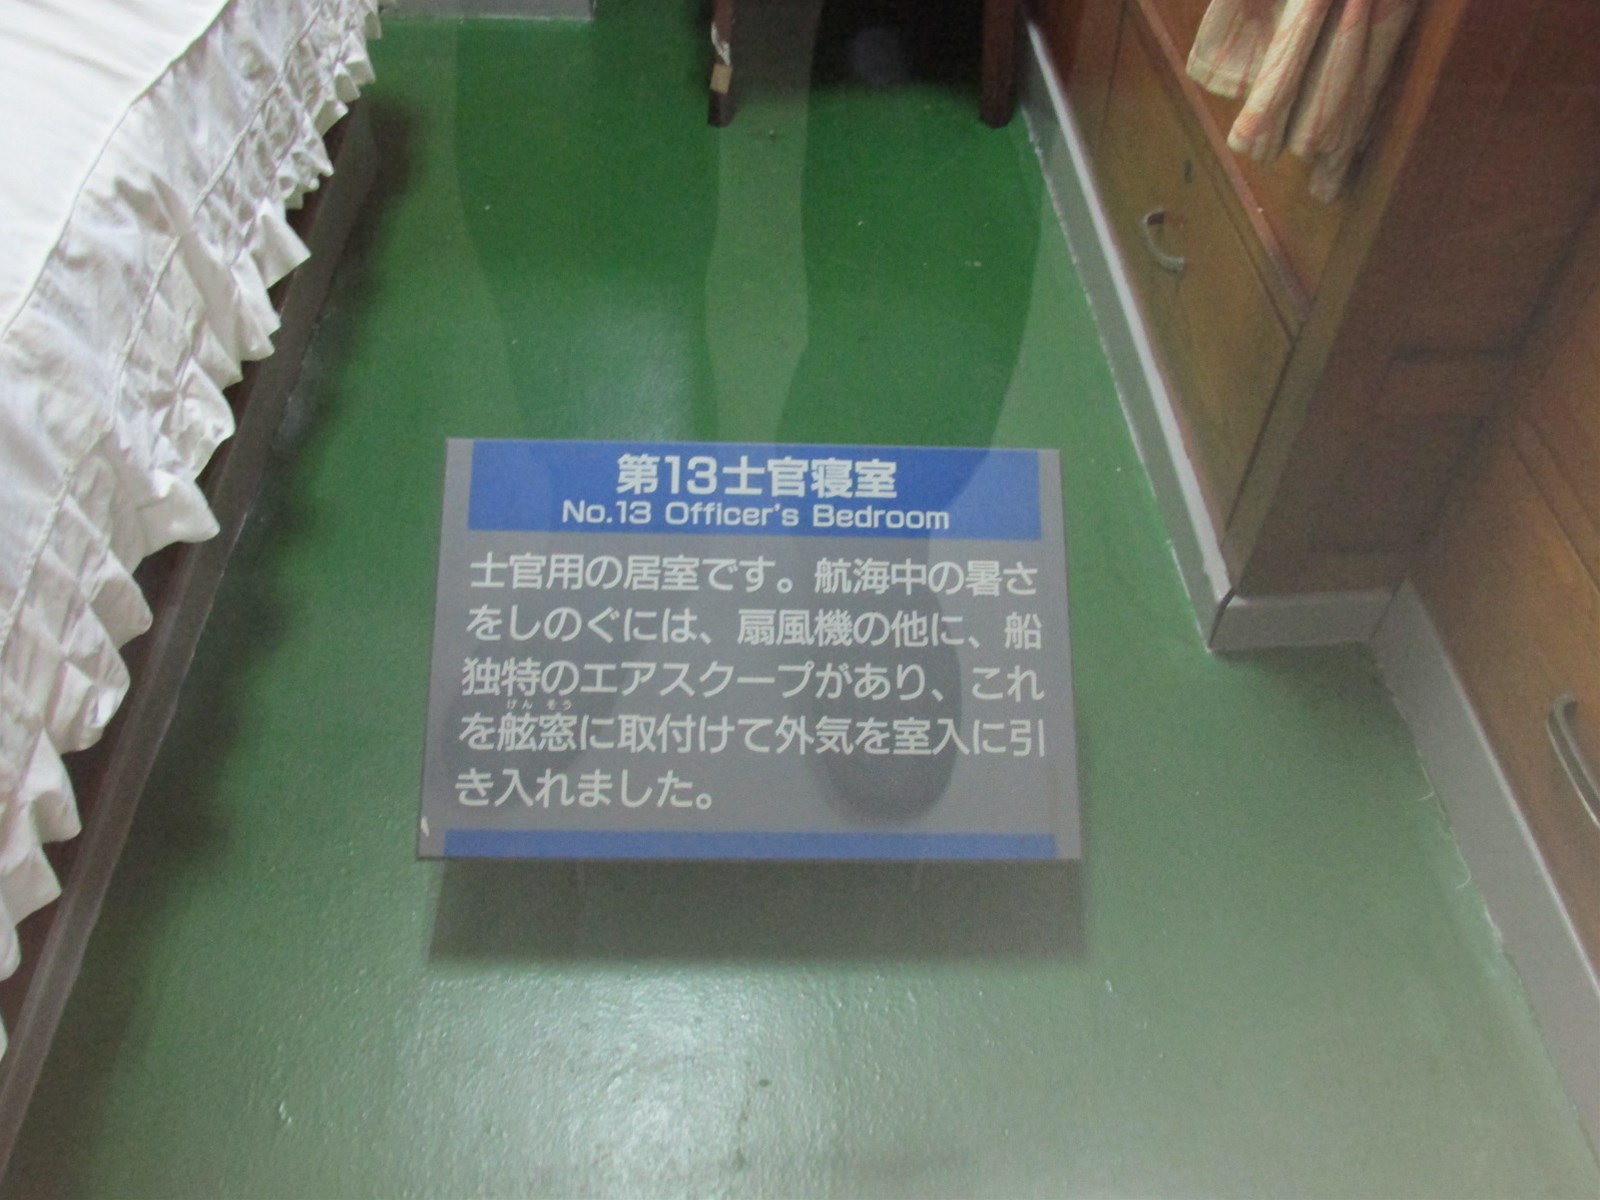 第13士官寝室
No.13 Officer's Bedroom
士官用の居室です。航海中の暑さ
をしのぐには、扇風機の他に、船
独特のエアスクープがあり、これ
けん そう
を舷窓に取付けて外気を室入に引
き入れました。